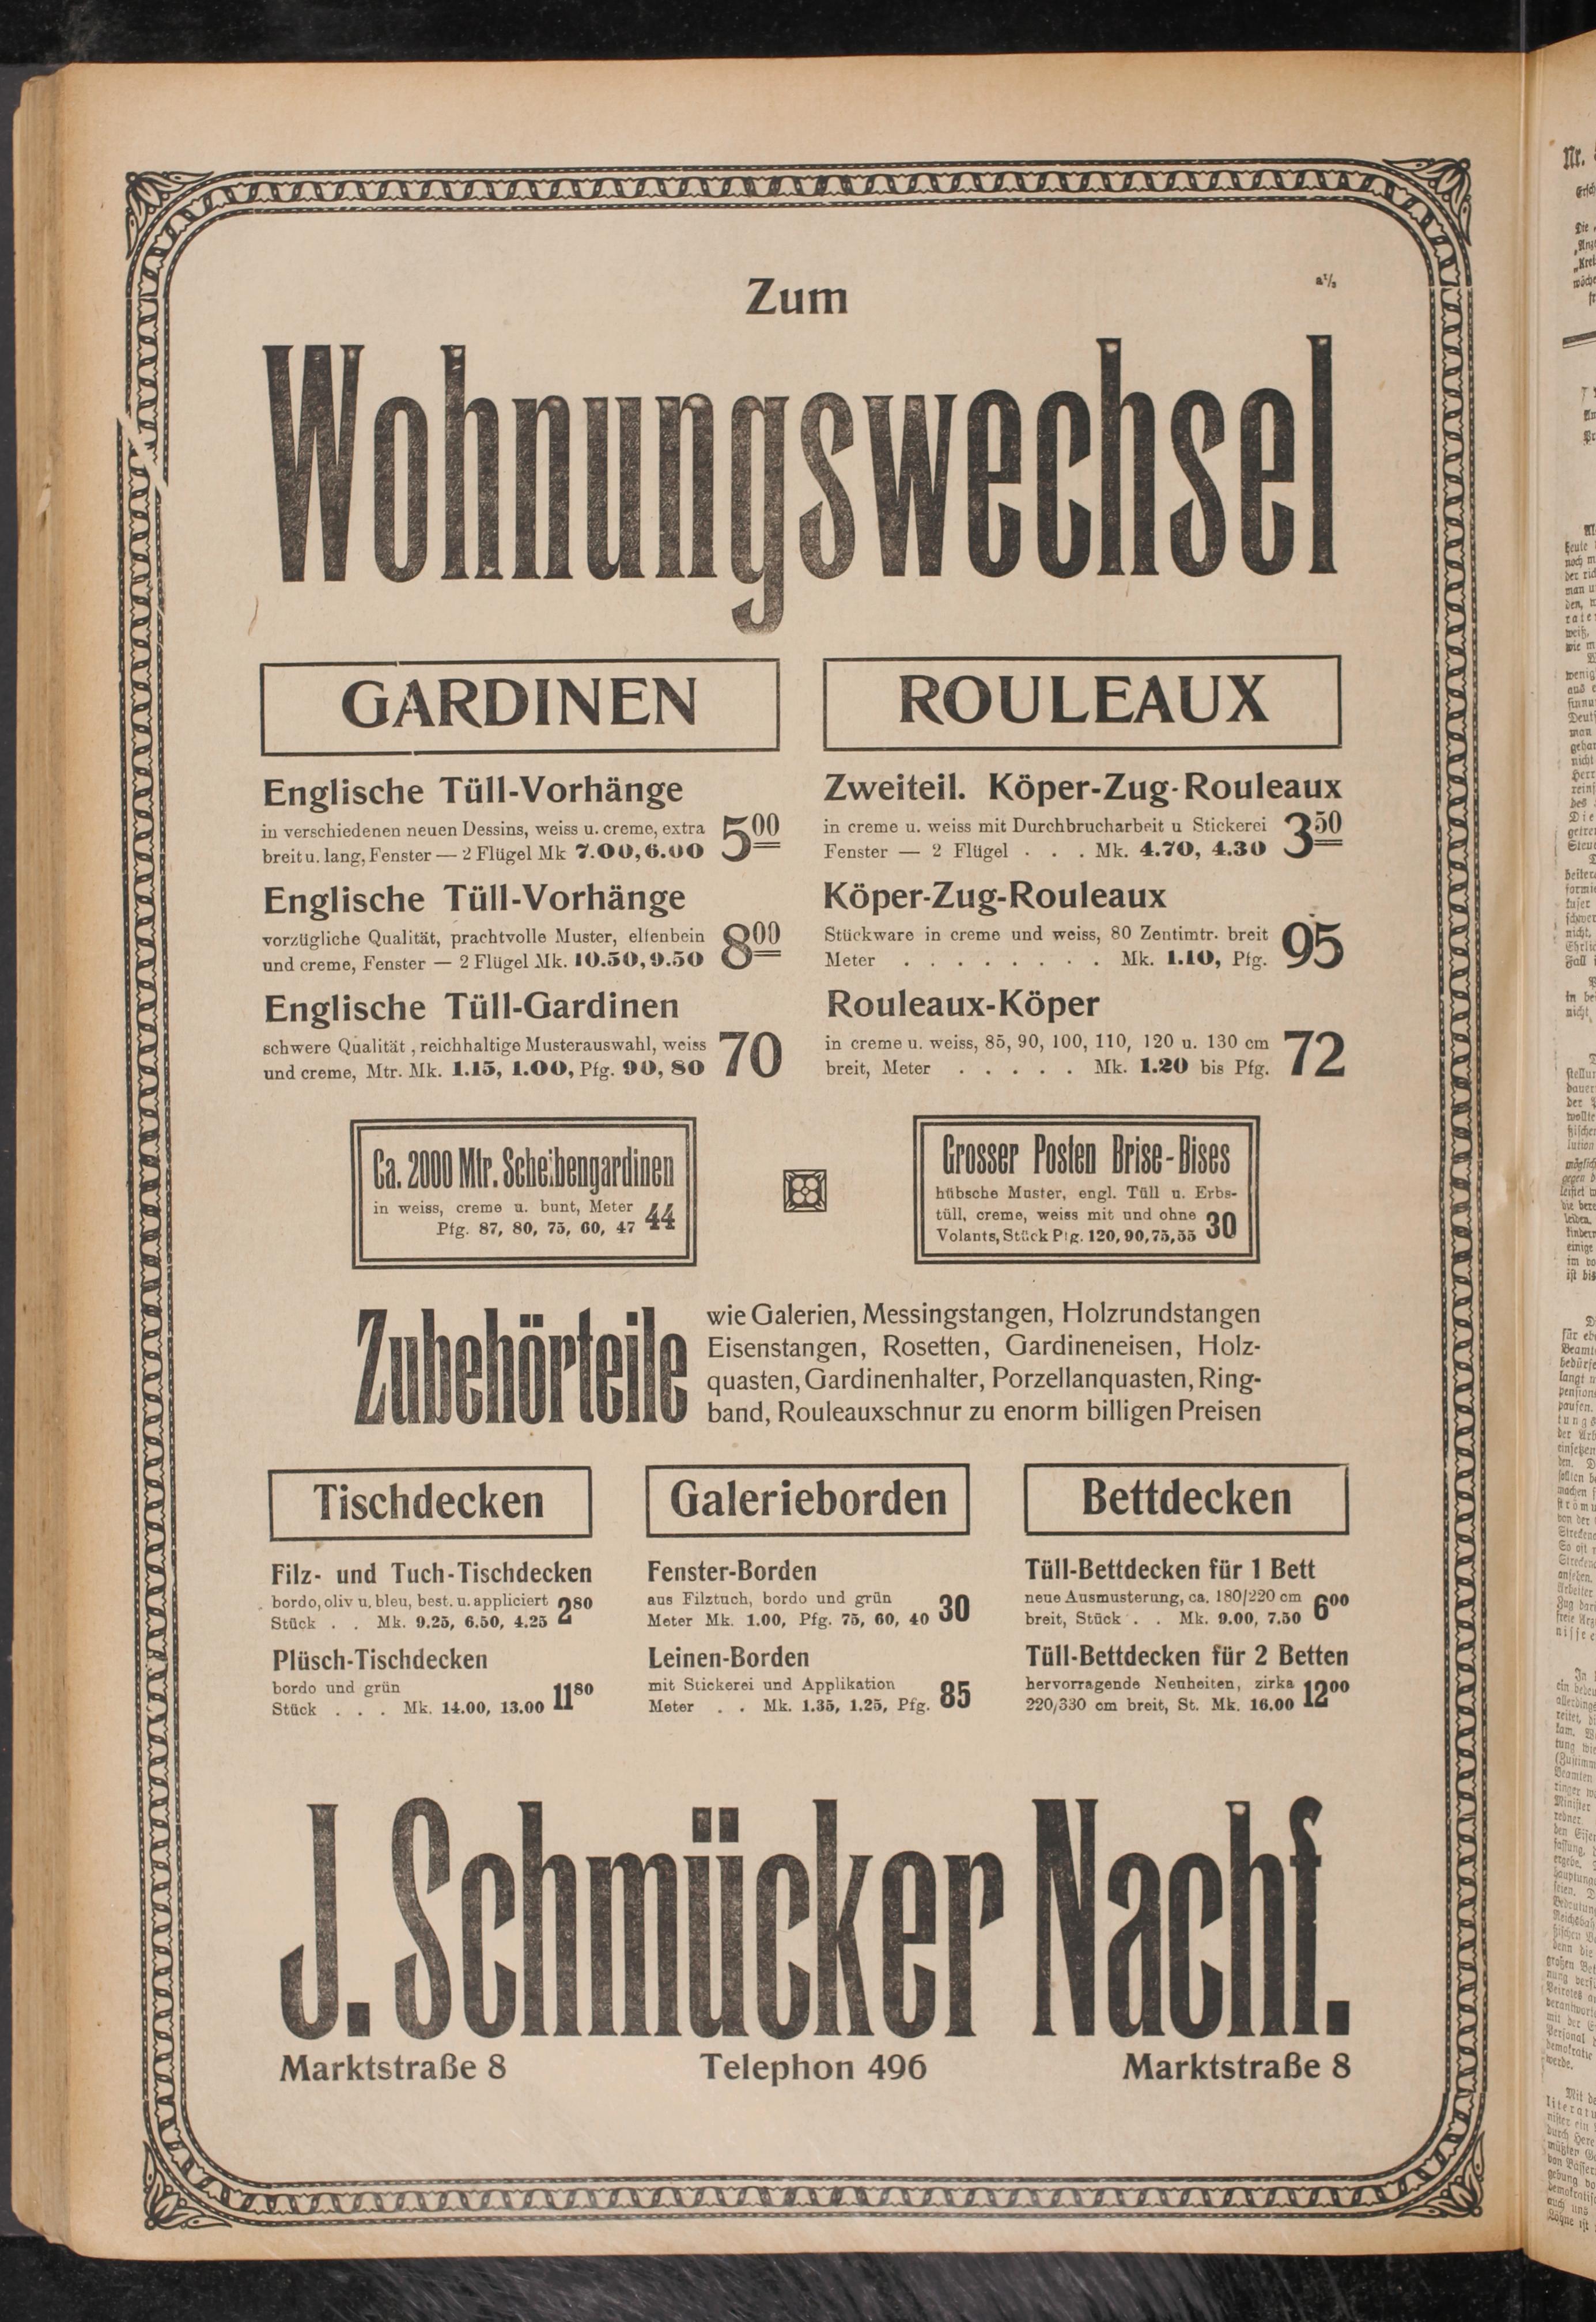 Zum
Wohnungswechsel
GARDINEN
Englische Tüll-Vorhänge
in verschiedenen neuen Dessins, weiss u. creme, extra
breit u. lang, Fenster — 2 Flügel Mk 7.00, 6.00 5 00
Englische Tüll-Vorhänge
vorzügliche Qualität, prachtvolle Muster, elfenbein
und creme, Fenster — 2 Flügel Mk. 10.50, 9.50 8 00
Englische Tüll-Gardinen
schwere Qualität, reichhaltige Musterauswahl, weiss
und creme, Mtr. Mk. 1.15, 1.00, Pfg. 90, 80 70
ROULEAUX
Zweiteil. Köper-Zug-Rouleaux
in creme u. weiss mit Durchbrucharbeit u Stickerei
Fenster — 2 Flügel . . . Mk. 4.70, 4.30 3 50
Köper-Zug-Rouleaux
Stückware in creme und weiss, 80 Zentimtr. breit
Meter . . . . . . . . Mk. 1.10, Pfg. 95
Rouleaux-Köper
in creme u. weiss, 85, 90, 100, 110, 120 u. 130 cm
breit, Meter . . . . . Mk. 1.20 bis Pfg. 72
Ca. 2000 Mtr. Scheibengardinen
in weiss, creme u. bunt, Meter
Pfg. 87, 80, 75, 60, 47 44
Grosser Posten Brise-Bises
hübsche Muster, engl. Tüll u. Erbs-
tüll, creme, weiss mit und ohne
Volants, Stück Pfg. 120, 90, 75, 55 30
Zubehörteile
wie Galerien, Messingstangen, Holzrundstangen
Eisenstangen, Rosetten, Gardineneisen, Holz-
quasten, Gardinenhalter, Porzellanquasten, Ring-
band, Rouleauxschnur zu enorm billigen Preisen
Tischdecken
Filz- und Tuch-Tischdecken
bordo, oliv u. bleu, best. u. appliciert
Stück . . Mk. 9.25, 6.50, 4.25 2 80
Plüsch-Tischdecken
bordo und grün
Stück . . . Mk. 14.00, 13.00 11 80
Galerieborden
Fenster-Borden
aus Filztuch, bordo und grün
Meter Mk. 1.00, Pfg. 75, 60, 40 30
Leinen-Borden
mit Stickerei und Applikation
Meter . . Mk. 1.35, 1.25, Pfg. 85
Bettdecken
Tüll-Bettdecken für 1 Bett
neue Ausmusterung, ca. 180/220 cm
breit, Stück . . Mk. 9.00, 7.50 6 00
Tüll-Bettdecken für 2 Betten
hervorragende Neuheiten, zirka
220/330 cm breit, St. Mk. 16.00 12 00
J. Schmücker Nachf.
Marktstraße 8 Telephon 496 Marktstraße 8